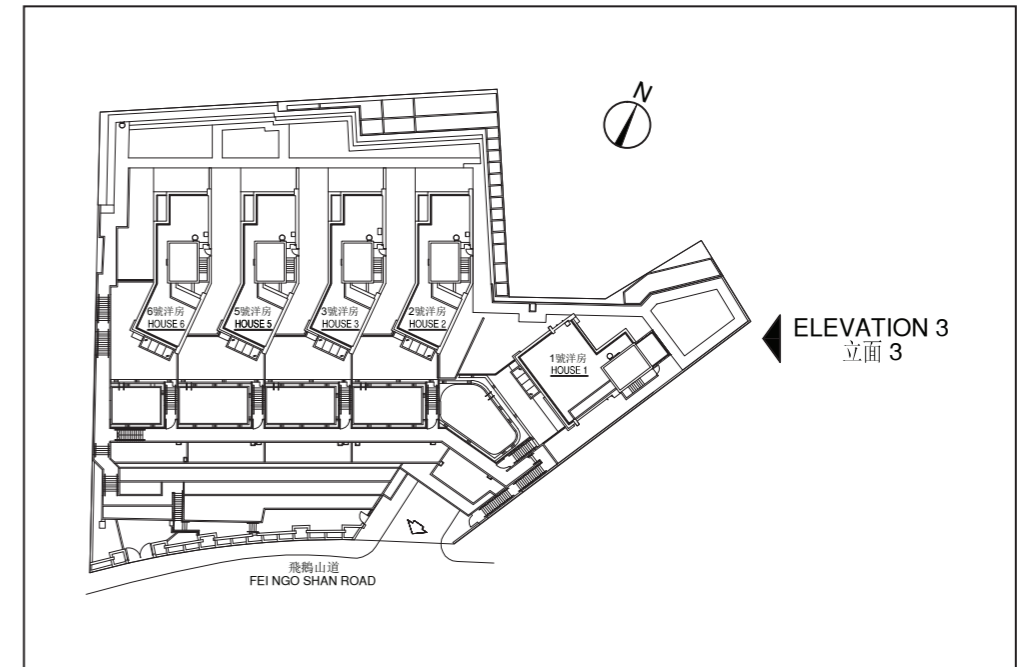 N
6號洋房
HOUSE 6
5號洋房
HOUSE 5
3號洋房
HOUSE 3
2號洋房
HOUSE 2
1號洋房
HOUSE 1
ELEVATION 3
立面 3
飛鵝山道
FEI NGO SHAN ROAD